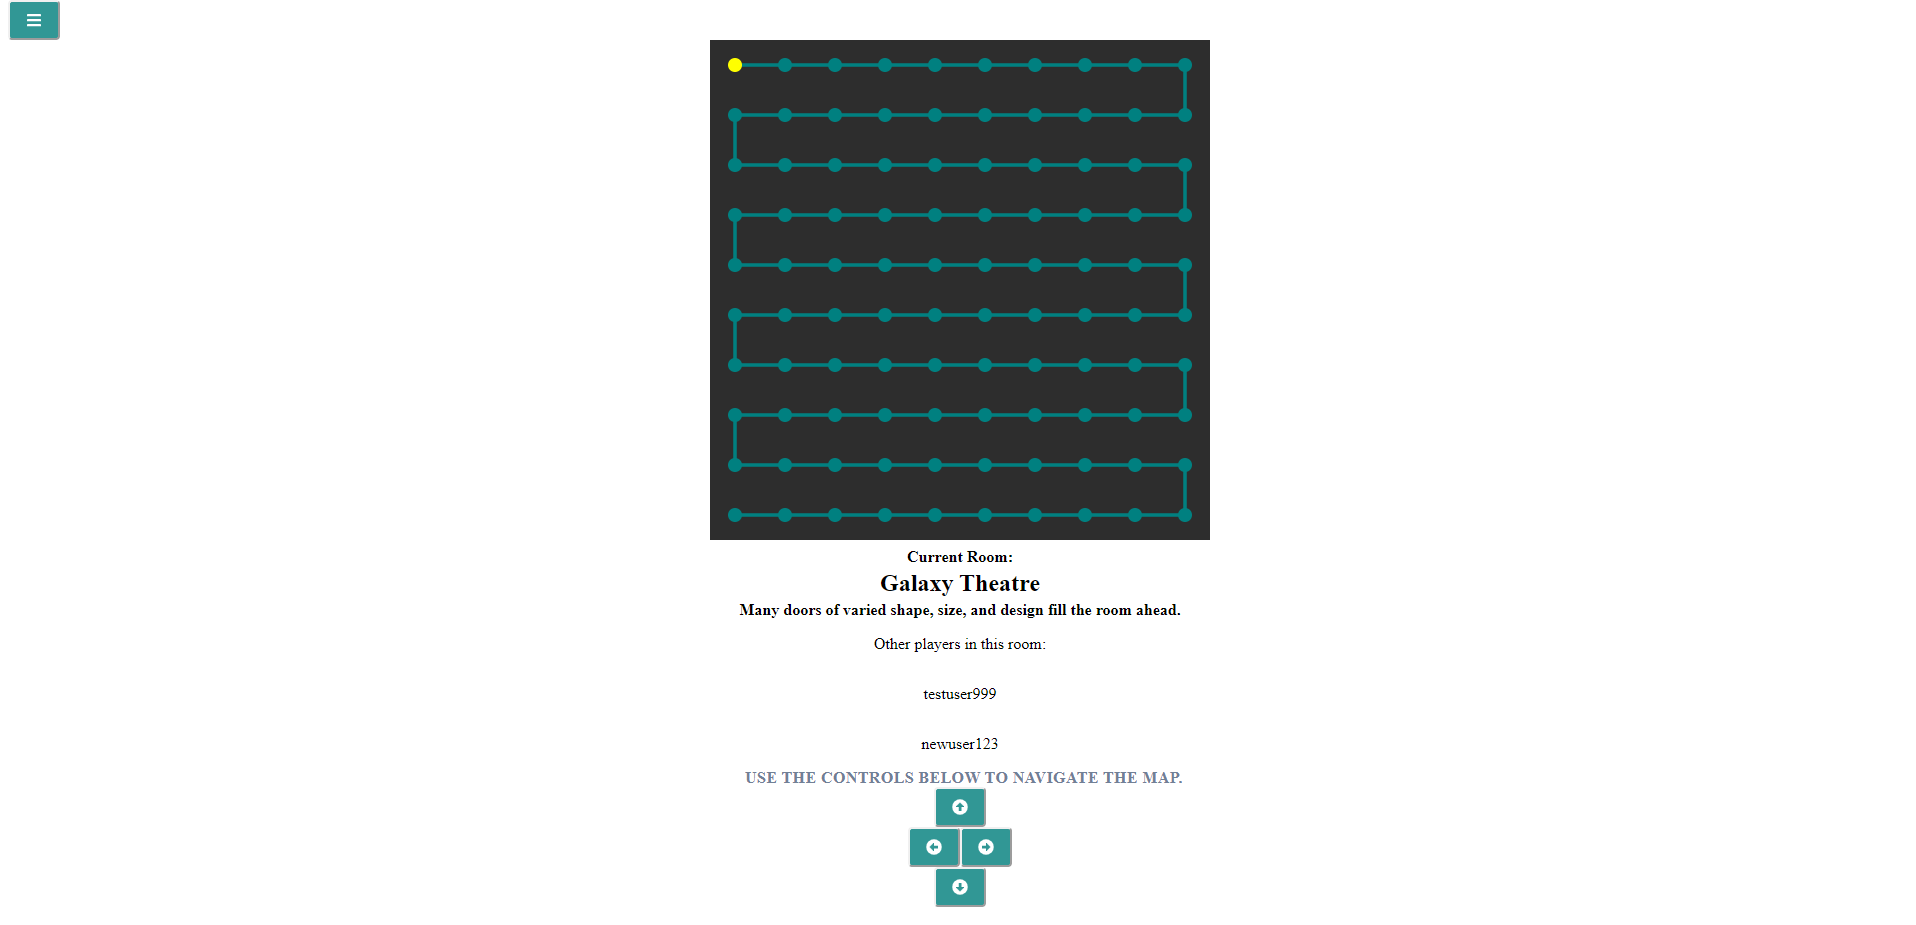 Current Room:
Galaxy Theatre
Many doors of varied shape, size, and design fill the room ahead.
Other players in this room:
testuser999
newuser123
USE THE CONTROLS BELOW TO NAVIGATE THE MAP.